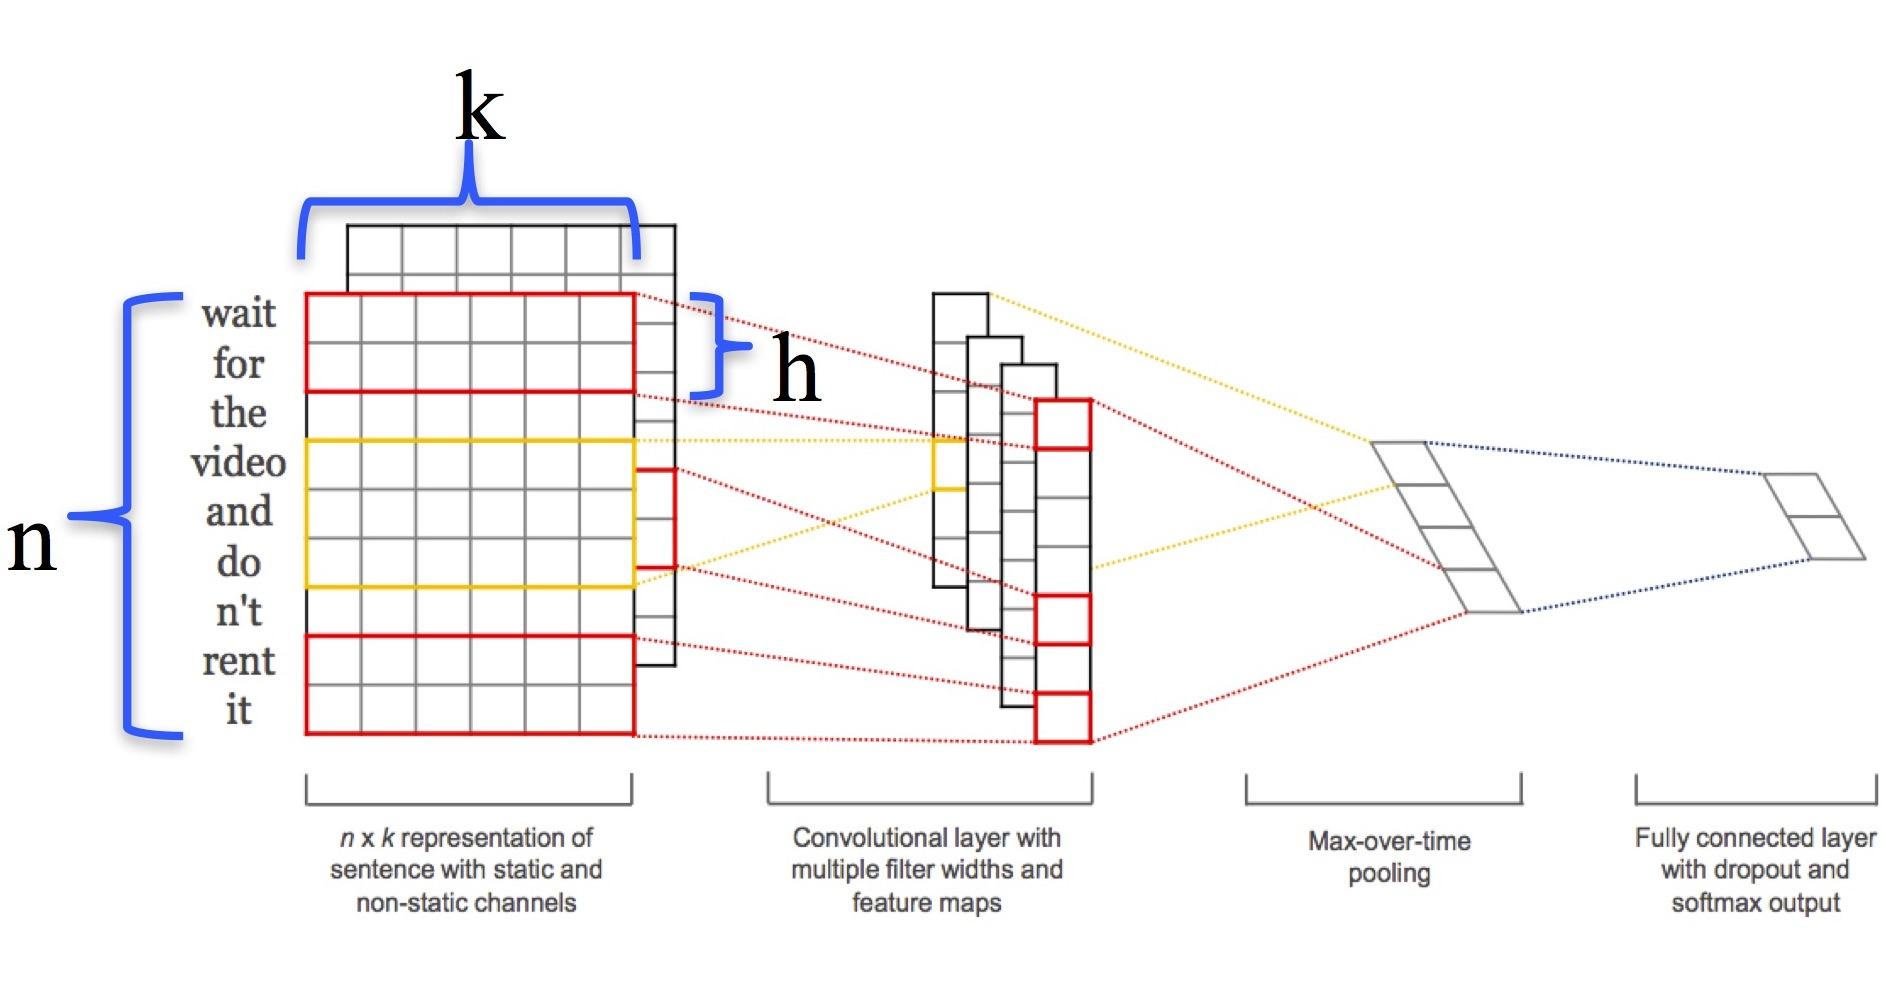 k
wait
for
the
video
and
do
n't
rent
it
n
h
n x k representation of
sentence with static and
non-static channels
Convolutional layer with
multiple filter widths and
feature maps
Max-over-time
pooling
Fully connected layer
with dropout and
softmax output